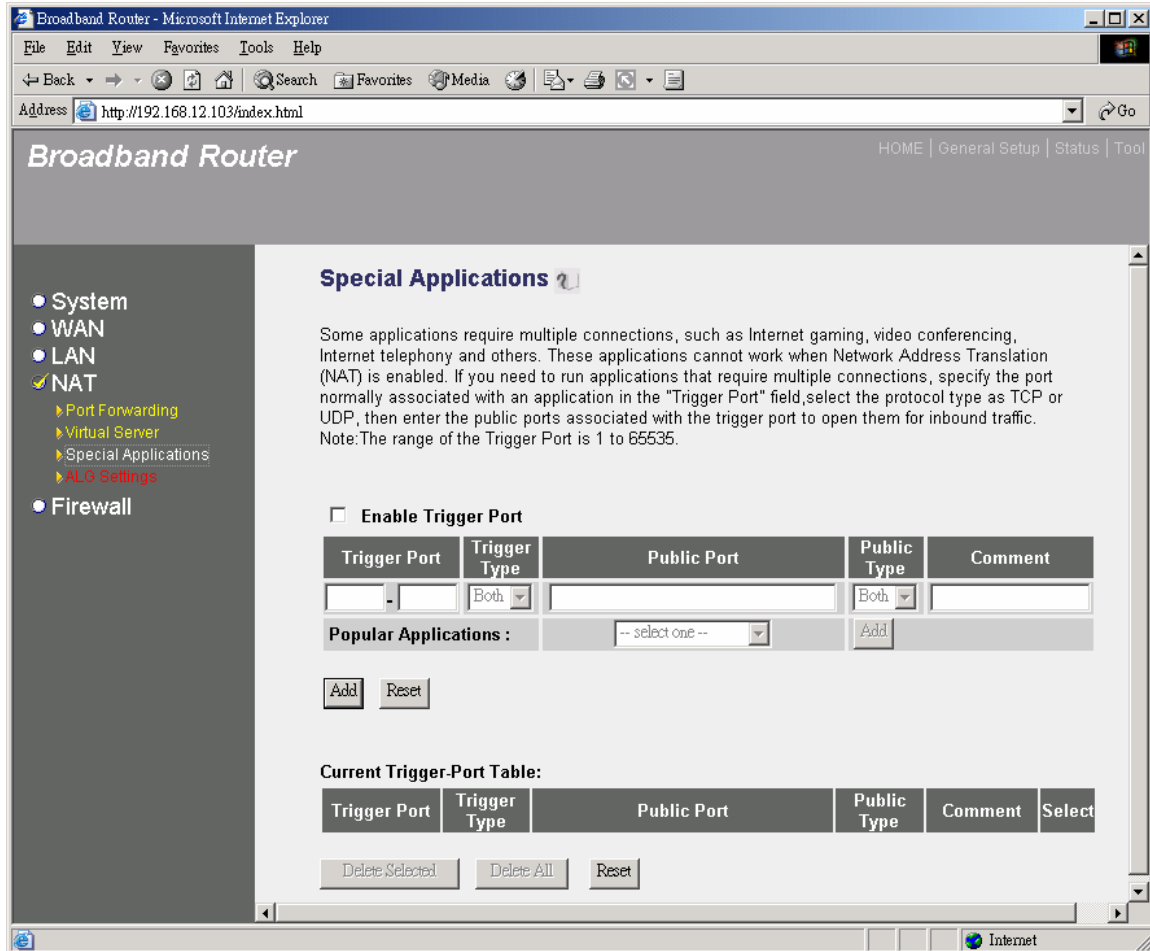 Broadband Router - Microsoft Internet Explorer
File Edit View Favorites Tools Help
Back Search Favorites Media
Address http://192.168.12.103/index.html Go
Broadband Router
HOME | General Setup | Status | Tool
System
WAN
LAN
NAT
Port Forwarding
Virtual Server
Special Applications
ALG Settings
Firewall
Special Applications
Some applications require multiple connections, such as Internet gaming, video conferencing,
Internet telephony and others. These applications cannot work when Network Address Translation
(NAT) is enabled. If you need to run applications that require multiple connections, specify the port
normally associated with an application in the "Trigger Port" field,select the protocol type as TCP or
UDP, then enter the public ports associated with the trigger port to open them for inbound traffic.
Note:The range of the Trigger Port is 1 to 65535.
Enable Trigger Port
Trigger Port Trigger Type Public Port Public Type Comment
- Both Both
Popular Applications : -- select one -- Add
Add Reset
Current Trigger-Port Table:
Trigger Port Trigger Type Public Port Public Type Comment Select
Delete Selected Delete All Reset
Internet